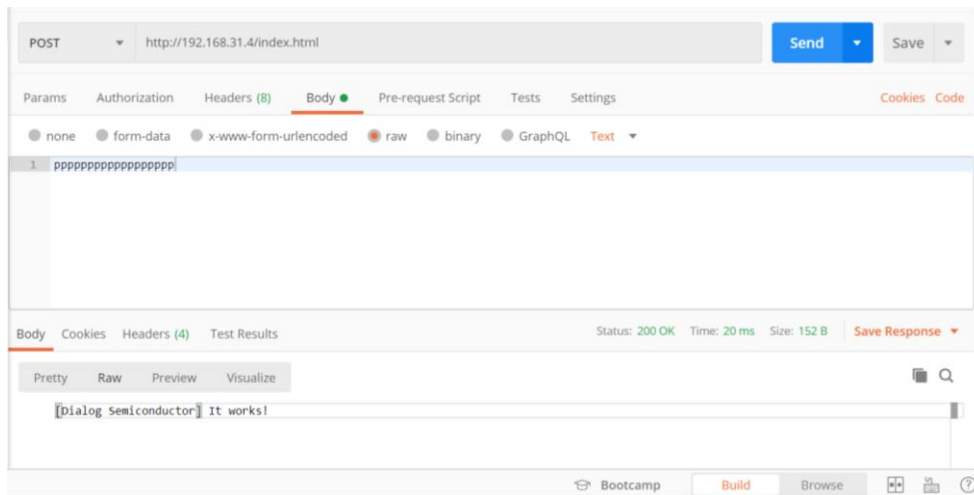 POST http://192.168.31.4/index.html Send Save
Params Authorization Headers (8) Body Pre-request Script Tests Settings Cookies Code
none form-data x-www-form-urlencoded raw binary GraphQL Text
1 pppppppppppppppppp
Body Cookies Headers (4) Test Results Status: 200 OK Time: 20 ms Size: 152 B Save Response
Pretty Raw Preview Visualize
[Dialog Semiconductor] It works!
Bootcamp Build Browse